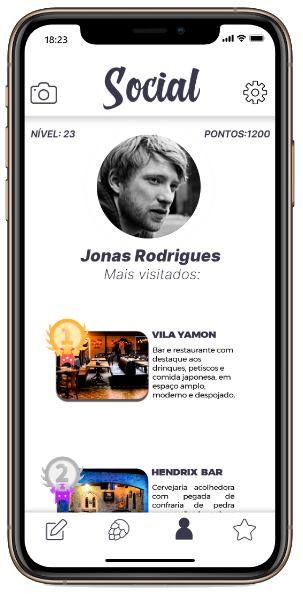 18:23
Social
NÍVEL: 23
PONTOS:1200
Jonas Rodrigues
Mais visitados:
1
VILA YAMON
Bar e restaurante com
destaque aos
drinques, petiscos e
comida japonesa, em
espaço amplo,
moderno e despojado.
2
HENDRIX BAR
Cervejaria acolhedora
com pegada de
confraria de pedra